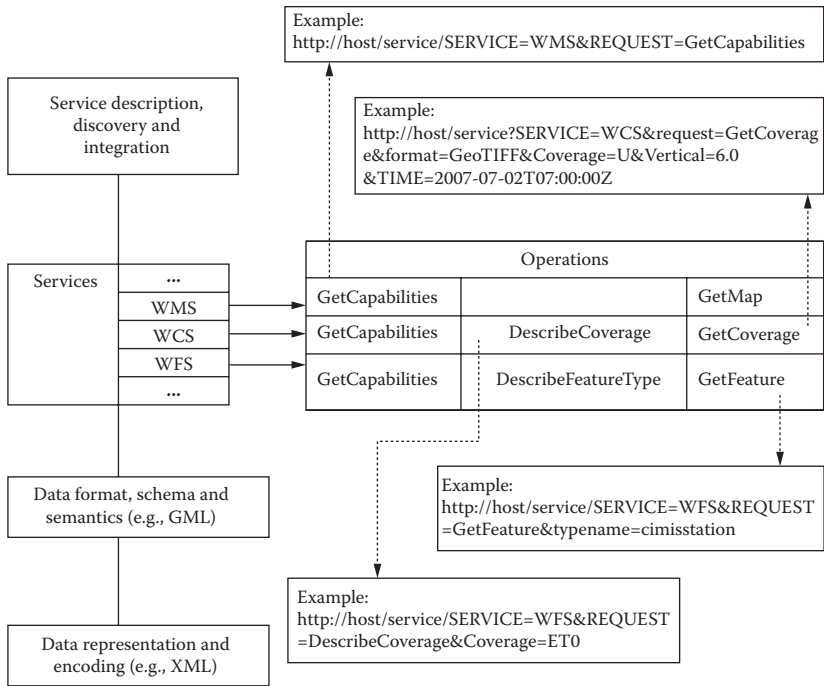 Example:
http://host/service/SERVICE=WMS&REQUEST=GetCapabilities
Service description,
discovery and
integration
Example:
http://host/service?SERVICE=WCS&request=GetCoverag
e&format=GeoTIFF&Coverage=U&Vertical=6.0
&TIME=2007-07-02T07:00:00Z
Services
...
WMS
WCS
WFS
...
Operations
GetCapabilities
GetMap
GetCapabilities
DescribeCoverage
GetCoverage
GetCapabilities
DescribeFeatureType
GetFeature
Data format, schema and
semantics (e.g., GML)
Example:
http://host/service/SERVICE=WFS&REQUEST
=GetFeature&typename=cimisstation
Example:
http://host/service/SERVICE=WFS&REQUEST
=DescribeCoverage&Coverage=ET0
Data representation and
encoding (e.g., XML)